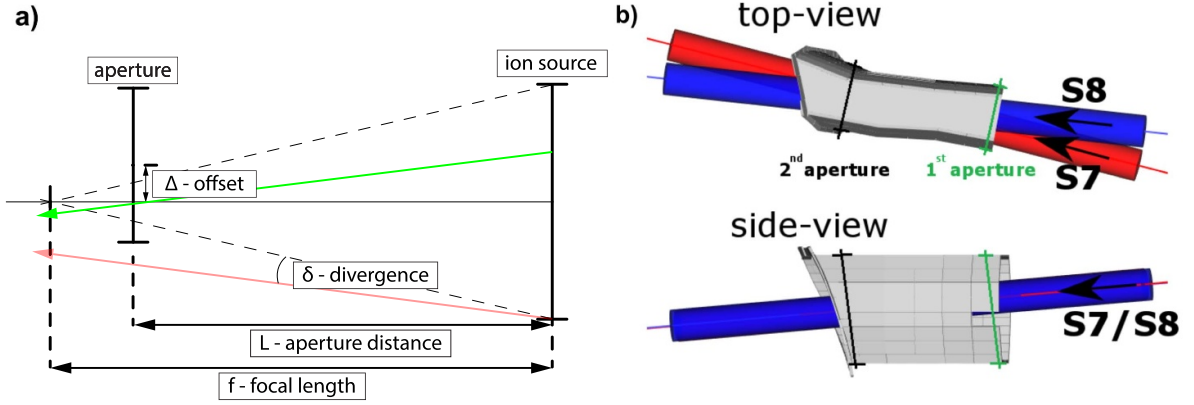 a)
aperture
ion source
Δ - offset
δ - divergence
L - aperture distance
f - focal length
b)
top-view
S8
S7
2nd aperture
1st aperture
side-view
S7/S8